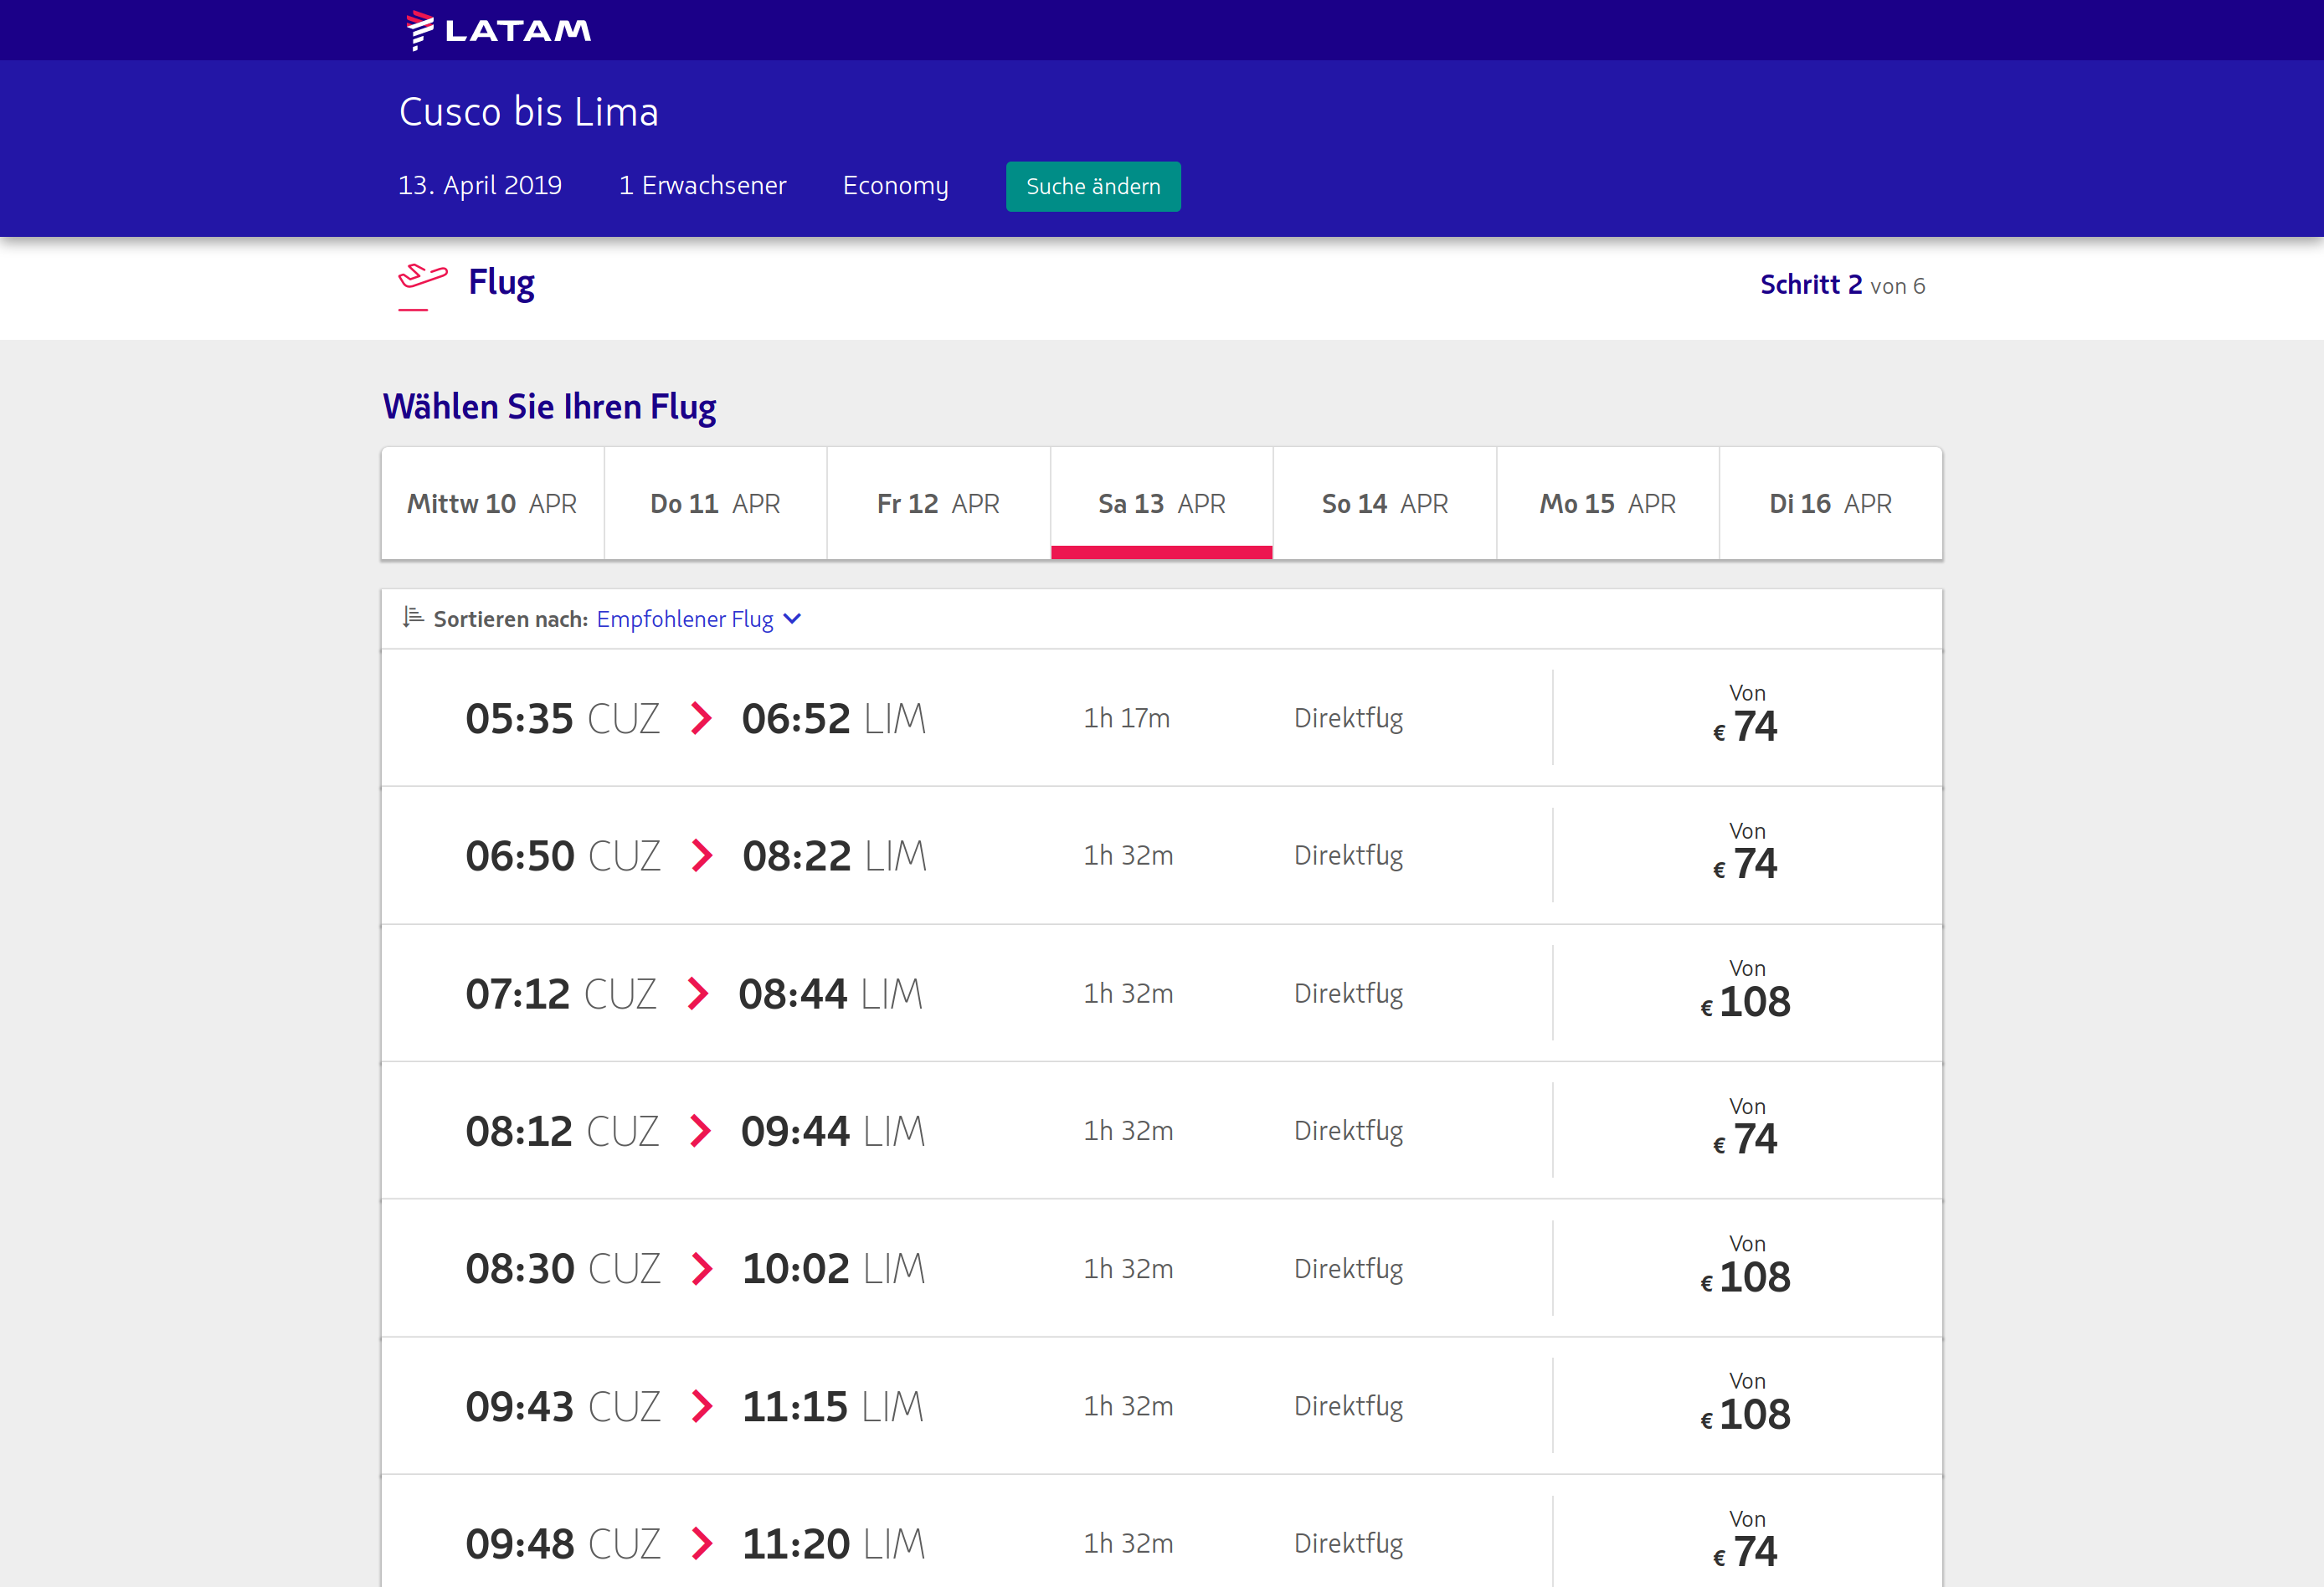 LATAM
Cusco bis Lima
13. April 2019 1 Erwachsener Economy Suche ändern
Flug
Schritt 2 von 6
Wählen Sie Ihren Flug
Mittw 10 APR Do 11 APR Fr 12 APR Sa 13 APR So 14 APR Mo 15 APR Di 16 APR
Sortieren nach: Empfohlener Flug
05:35 CUZ 06:52 LIM 1h 17m Direktflug Von € 74
06:50 CUZ 08:22 LIM 1h 32m Direktflug Von € 74
07:12 CUZ 08:44 LIM 1h 32m Direktflug Von € 108
08:12 CUZ 09:44 LIM 1h 32m Direktflug Von € 74
08:30 CUZ 10:02 LIM 1h 32m Direktflug Von € 108
09:43 CUZ 11:15 LIM 1h 32m Direktflug Von € 108
09:48 CUZ 11:20 LIM 1h 32m Direktflug Von € 74